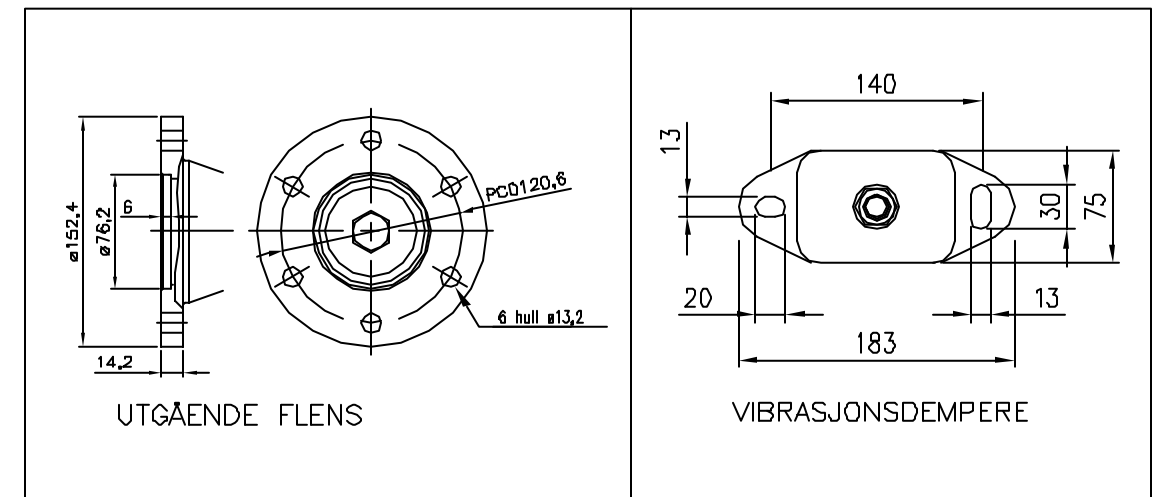 ø152,4
ø76,2
6
14,2
PCD120,6
6 hull ø13,2
UTGÅENDE FLENS
140
13
30
75
20
13
183
VIBRASJONSDEMPERE